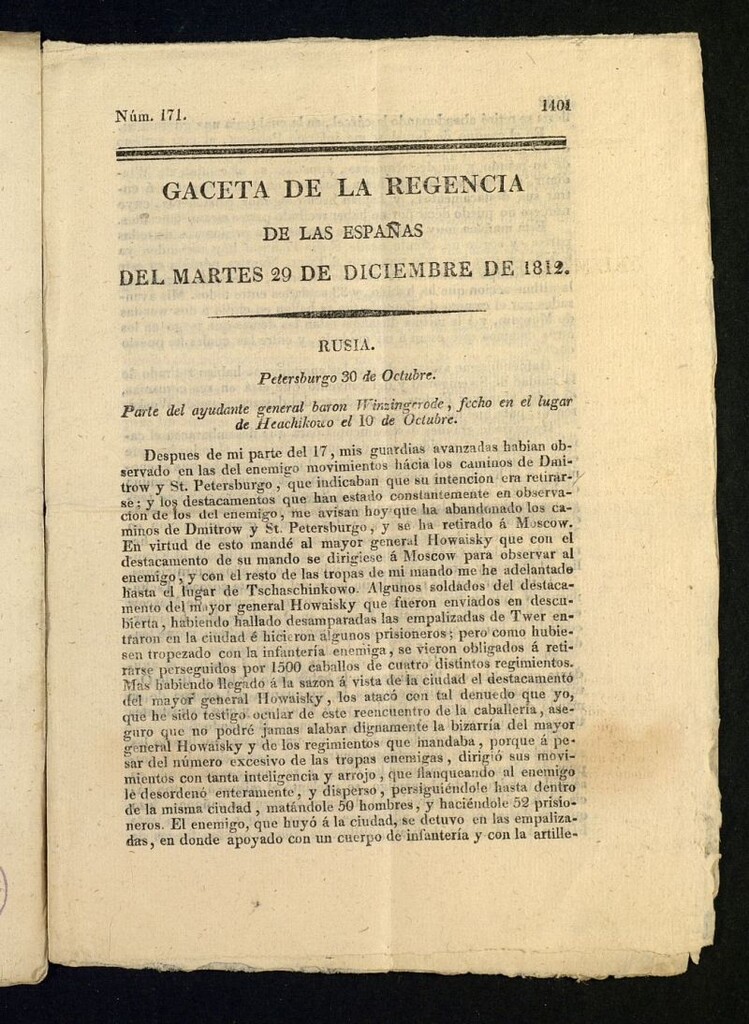 Núm. 171.
1401
GACETA DE LA REGENCIA
DE LAS ESPAÑAS
DEL MARTES 29 DE DICIEMBRE DE 1812.
RUSIA.
Petersburgo 30 de Octubre.
Parte del ayudante general baron Winzingerode, fecho en el lugar
de Heachikowo el 10 de Octubre.
Despues de mi parte del 17, mis guardias avanzadas habian ob-
servado en las del enemigo movimientos hácia los caminos de Dmi-
trow y St. Petersburgo, que indicaban que su intencion era retirar-
se; y los destacamentos que han estado constantemente en observa-
cion de los del enemigo, me avisan hoy que ha abandonado los ca-
minos de Dmitrow y St. Petersburgo, y se ha retirado á Moscow.
En virtud de esto mandé al mayor general Howaisky que con el
destacamento de su mando se dirigiese á Moscow para observar al
enemigo, y con el resto de las tropas de mi mando me he adelantado
hasta el lugar de Tschaschinkowo. Algunos soldados del destaca-
mento del mayor general Howaisky que fueron enviados en descu-
bierta, habiendo hallado desamparadas las empalizadas de Twer en-
traron en la ciudad é hicieron algunos prisioneros; pero como hubie-
sen tropezado con la infantería enemiga, se vieron obligados á reti-
rarse perseguidos por 1500 caballos de cuatro distintos regimientos.
Mas habiendo llegado á la sazon á vista de la ciudad el destacamento
del mayor general Howaisky, los atacó con tal denuedo que yo,
que he sido testigo ocular de este reencuentro de la caballería, ase-
guro que no podré jamas alabar dignamente la bizarría del mayor
general Howaisky y de los regimientos que mandaba, porque á pe-
sar del número excesivo de las tropas enemigas, dirigió sus movi-
mientos con tanta inteligencia y arrojo, que flanqueando al enemigo
le desordenó enteramente, y disperso, persiguiéndole hasta dentro
de la misma ciudad, matándole 50 hombres, y haciéndole 52 prisio-
neros. El enemigo, que huyó á la ciudad, se detuvo en las empaliza-
das, en donde apoyado con un cuerpo de infantería y con la artille-